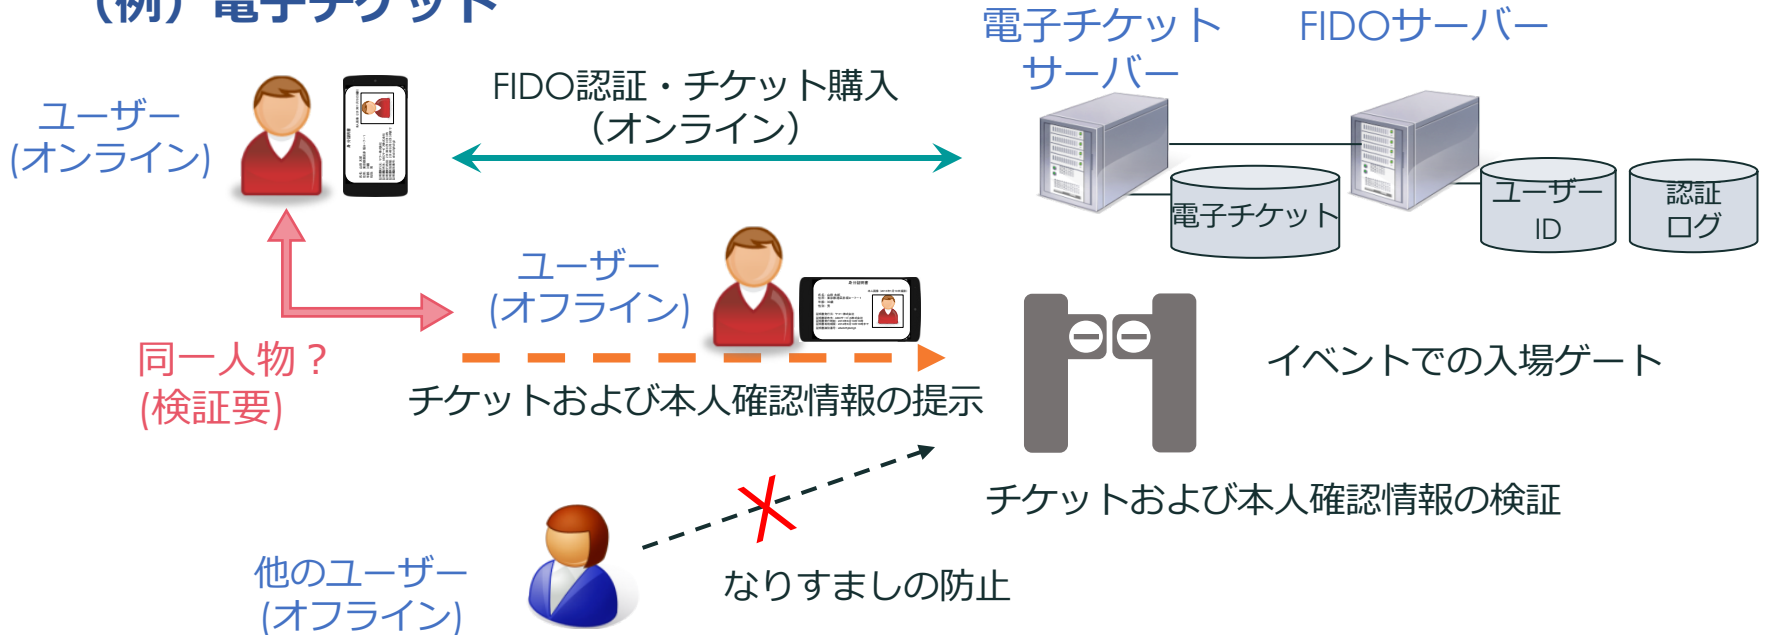 （例）電子チケット
電子チケット
サーバー
FIDOサーバー
FIDO認証・チケット購入
（オンライン）
ユーザー
(オンライン)
電子チケット
ユーザー
ID
認証
ログ
ユーザー
(オフライン)
身分証明書
同一人物？
(検証要)
チケットおよび本人確認情報の提示
イベントでの入場ゲート
チケットおよび本人確認情報の検証
なりすましの防止
他のユーザー
(オフライン)